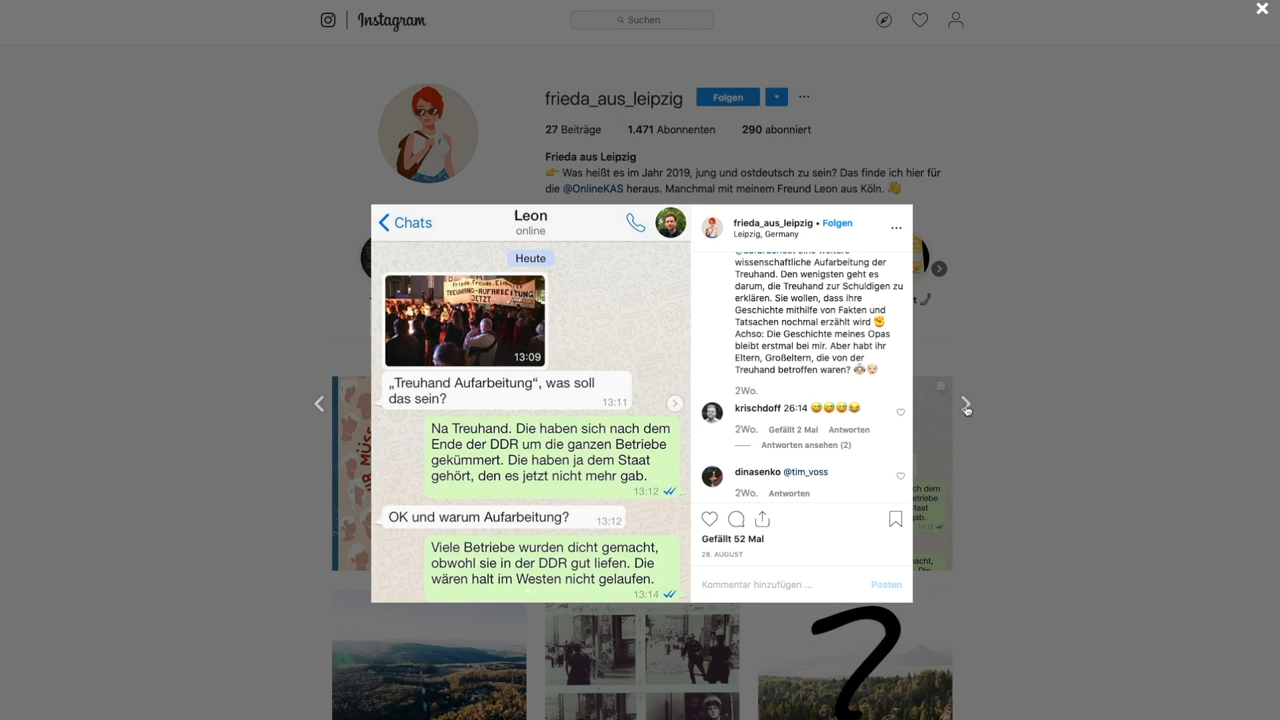 Instagram
Suchen
frieda_aus_leipzig
Folgen
27 Beiträge 1.471 Abonnenten 290 abonniert
Frieda aus Leipzig
👉 Was heißt es im Jahr 2019, jung und ostdeutsch zu sein? Das finde ich hier für
die @OnlineKAS heraus. Manchmal mit meinem Freund Leon aus Köln. 👋
Chats
Leon
online
Heute
Friede, Freude, Einheit
TREUHAND-AUFARBEITUNG
JETZT
13:09
„Treuhand Aufarbeitung“, was soll
das sein?
13:11
Na Treuhand. Die haben sich nach dem
Ende der DDR um die ganzen Betriebe
gekümmert. Die haben ja dem Staat
gehört, den es jetzt nicht mehr gab.
13:12
OK und warum Aufarbeitung?
13:12
Viele Betriebe wurden dicht gemacht,
obwohl sie in der DDR gut liefen. Die
wären halt im Westen nicht gelaufen.
13:14
frieda_aus_leipzig • Folgen
Leipzig, Germany
wissenschaftliche Aufarbeitung der
Treuhand. Den wenigsten geht es
darum, die Treuhand zur Schuldigen zu
erklären. Sie wollen, dass ihre
Geschichte mithilfe von Fakten und
Tatsachen nochmal erzählt wird ✊
Achso: Die Geschichte meines Opas
bleibt erstmal bei mir. Aber habt ihr
Eltern, Großeltern, die von der
Treuhand betroffen waren? 👵👴
2Wo.
krischdoff 26:14 😅😅😅😂
2Wo. Gefällt 2 Mal Antworten
Antworten ansehen (2)
dinasenko @tim_voss
2Wo. Antworten
Gefällt 52 Mal
28. AUGUST
Kommentar hinzufügen ...
Posten